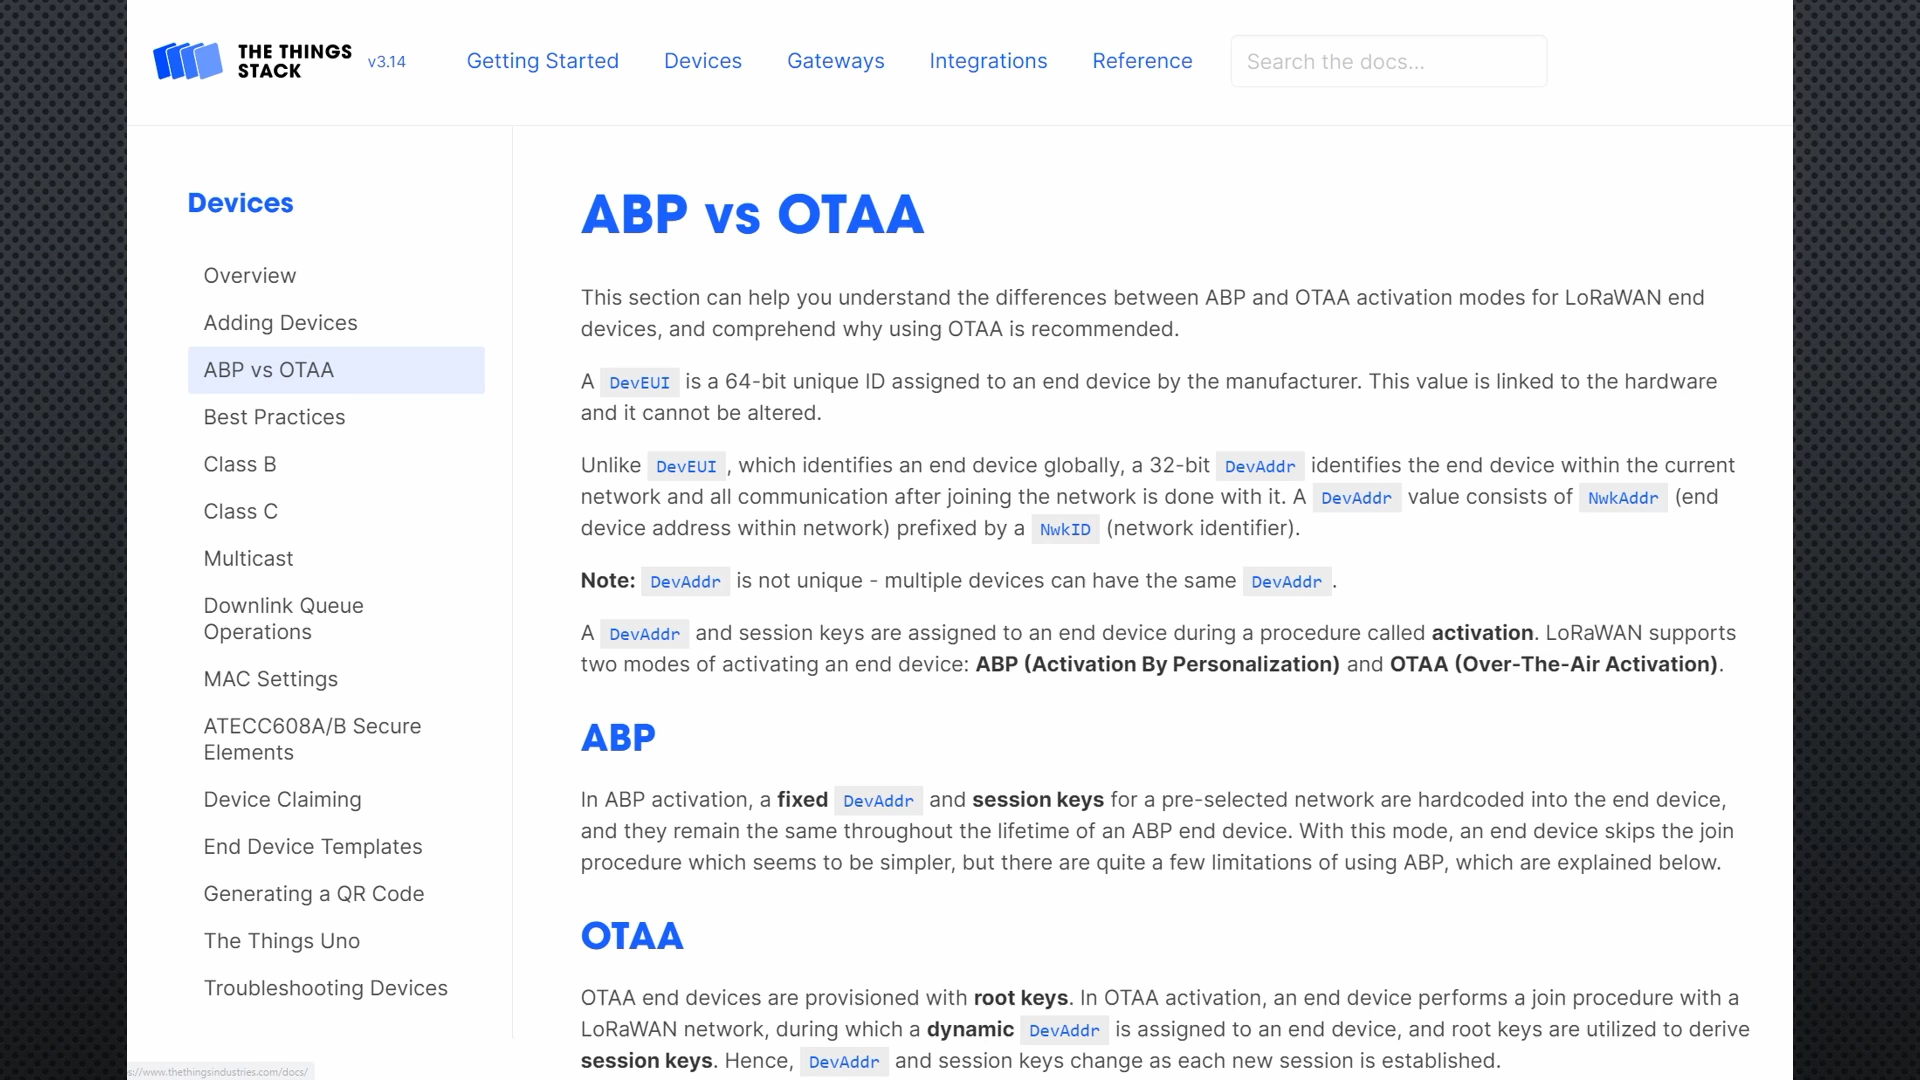 THE THINGS
STACK
v3.14
Getting Started
Devices
Gateways
Integrations
Reference
Search the docs...
Devices
Overview
Adding Devices
ABP vs OTAA
Best Practices
Class B
Class C
Multicast
Downlink Queue
Operations
MAC Settings
ATECC608A/B Secure
Elements
Device Claiming
End Device Templates
Generating a QR Code
The Things Uno
Troubleshooting Devices
ABP vs OTAA
This section can help you understand the differences between ABP and OTAA activation modes for LoRaWAN end
devices, and comprehend why using OTAA is recommended.
A DevEUI is a 64-bit unique ID assigned to an end device by the manufacturer. This value is linked to the hardware
and it cannot be altered.
Unlike DevEUI, which identifies an end device globally, a 32-bit DevAddr identifies the end device within the current
network and all communication after joining the network is done with it. A DevAddr value consists of NwkAddr (end
device address within network) prefixed by a NwkID (network identifier).
Note: DevAddr is not unique - multiple devices can have the same DevAddr.
A DevAddr and session keys are assigned to an end device during a procedure called activation. LoRaWAN supports
two modes of activating an end device: ABP (Activation By Personalization) and OTAA (Over-The-Air Activation).
ABP
In ABP activation, a fixed DevAddr and session keys for a pre-selected network are hardcoded into the end device,
and they remain the same throughout the lifetime of an ABP end device. With this mode, an end device skips the join
procedure which seems to be simpler, but there are quite a few limitations of using ABP, which are explained below.
OTAA
OTAA end devices are provisioned with root keys. In OTAA activation, an end device performs a join procedure with a
LoRaWAN network, during which a dynamic DevAddr is assigned to an end device, and root keys are utilized to derive
session keys. Hence, DevAddr and session keys change as each new session is established.
s://www.thethingsindustries.com/docs/